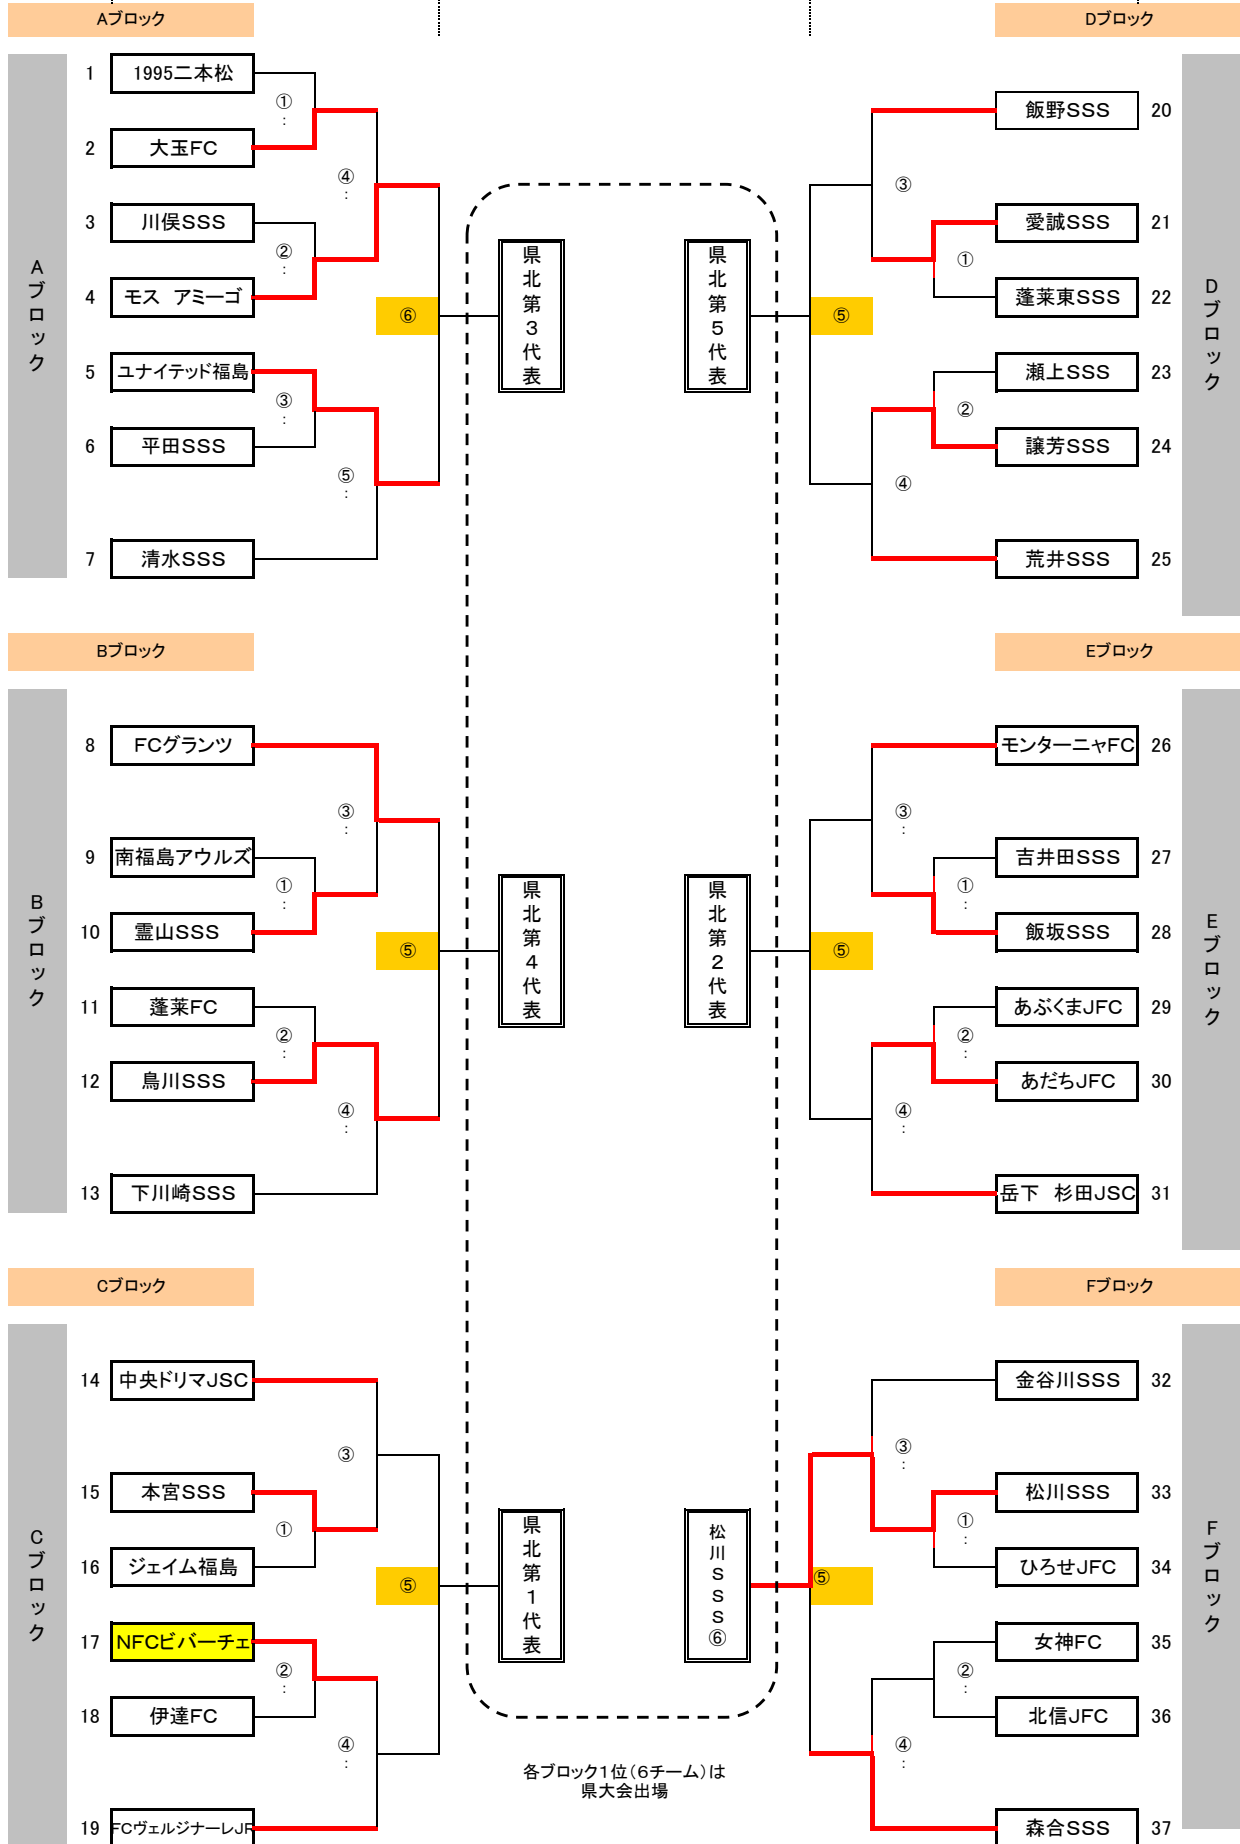 Aブロック
Aブロック
1 1995二本松
①
:
2 大玉FC
④
:
3 川俣SSS
②
:
4 モス アミーゴ
⑥
県北第3代表
5 ユナイテッド福島
③
:
6 平田SSS
⑤
:
7 清水SSS
Bブロック
Bブロック
8 FCグランツ
③
:
9 南福島アウルズ
①
:
10 霊山SSS
⑤
県北第4代表
11 蓬莱FC
②
:
12 鳥川SSS
④
:
13 下川崎SSS
Cブロック
Cブロック
14 中央ドリマJSC
③
15 本宮SSS
①
16 ジェイム福島
⑤
県北第1代表
17 NFCビバーチェ
②
:
18 伊達FC
④
:
19 FCヴェルジナーレJF
Dブロック
Dブロック
飯野SSS 20
③
愛誠SSS 21
①
蓬莱東SSS 22
⑤
県北第5代表
瀬上SSS 23
②
譲芳SSS 24
④
荒井SSS 25
Eブロック
Eブロック
モンターニャFC 26
③
:
吉井田SSS 27
①
:
飯坂SSS 28
⑤
県北第2代表
あぶくまJFC 29
②
:
あだちJFC 30
④
:
岳下 杉田JSC 31
Fブロック
Fブロック
金谷川SSS 32
③
:
松川SSS 33
①
:
ひろせJFC 34
⑤
松川SSS⑥
女神FC 35
②
:
北信JFC 36
④
:
森合SSS 37
各ブロック1位(6チーム)は
県大会出場